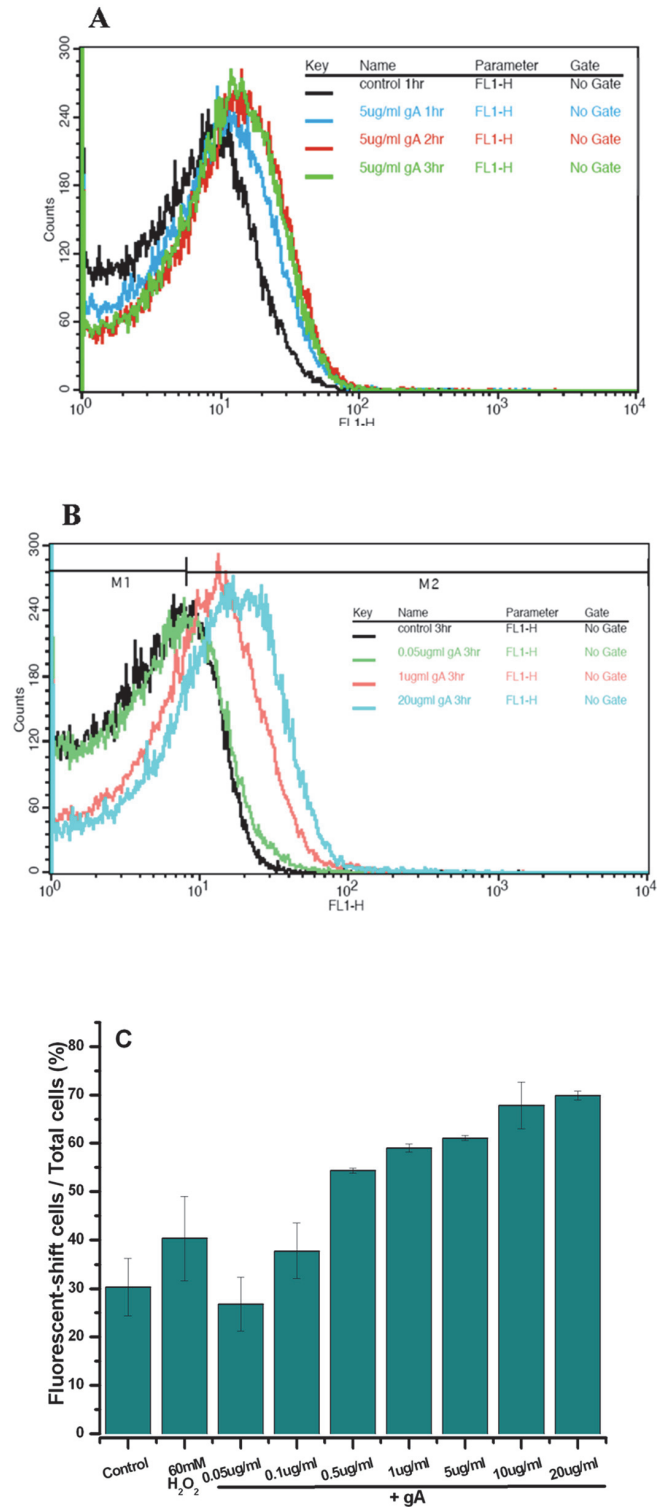 A
300
240
180
120
60
0
Counts
Key Name Parameter Gate
control 1hr FL1-H No Gate
5ug/ml gA 1hr FL1-H No Gate
5ug/ml gA 2hr FL1-H No Gate
5ug/ml gA 3hr FL1-H No Gate
10^0 10^1 10^2 10^3 10^4
FL1-H
B
300
240
180
120
60
0
Counts
M1 M2
Key Name Parameter Gate
control 3hr FL1-H No Gate
0.05ugml gA 3hr FL1-H No Gate
1ugml gA 3hr FL1-H No Gate
20ugml gA 3hr FL1-H No Gate
10^0 10^1 10^2 10^3 10^4
FL1-H
C
Fluorescent-shift cells / Total cells (%)
80
70
60
50
40
30
20
10
0
Control 60mM H₂O₂ 0.05ug/ml 0.1ug/ml 0.5ug/ml 1ug/ml 5ug/ml 10ug/ml 20ug/ml
+ gA